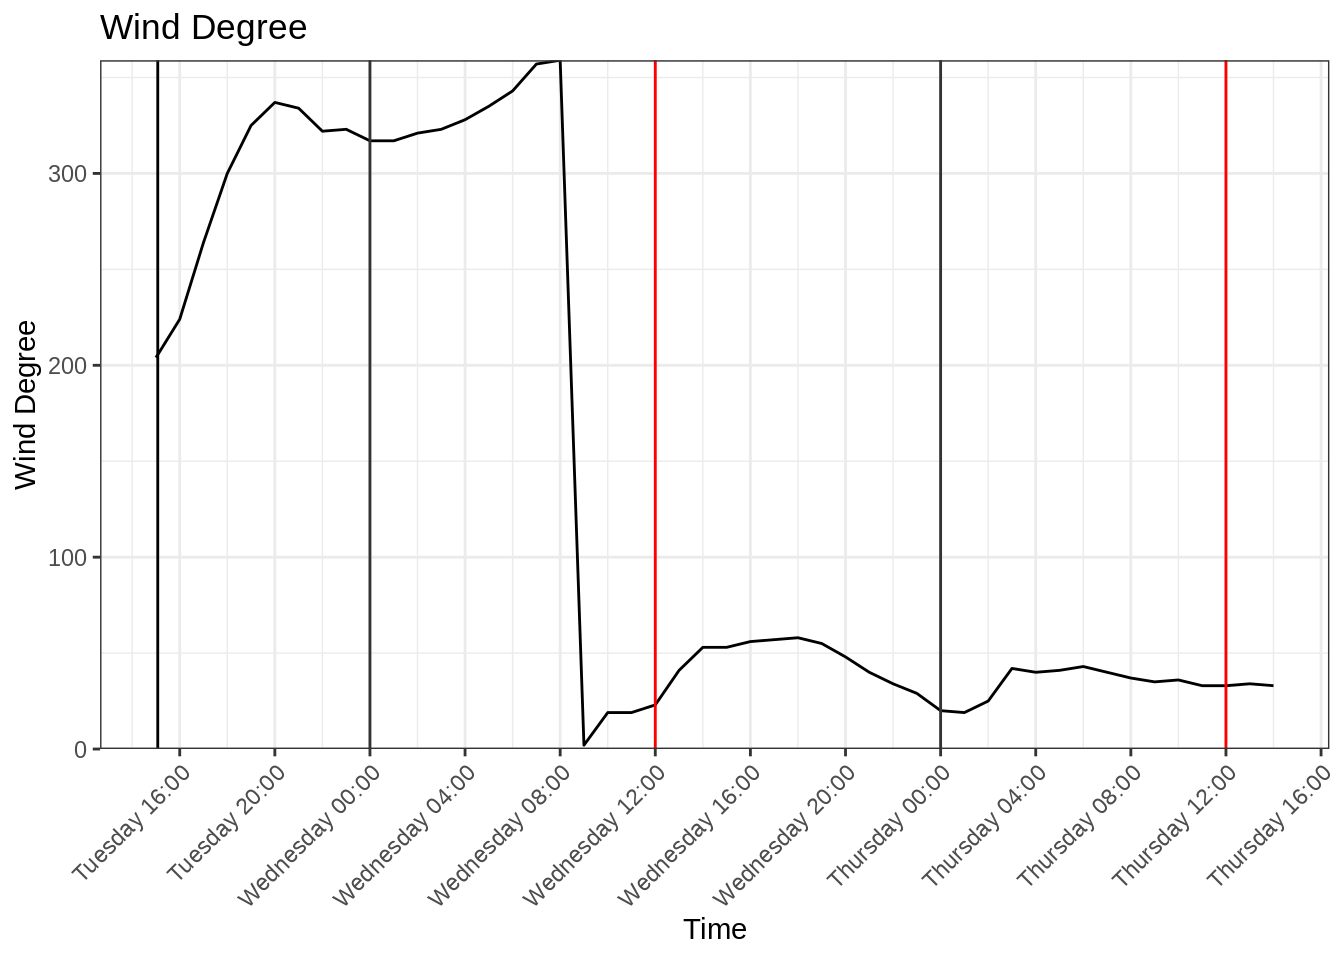 Wind Degree
Wind Degree
300
200
100
0
Tuesday 16:00
Tuesday 20:00
Wednesday 00:00
Wednesday 04:00
Wednesday 08:00
Wednesday 12:00
Wednesday 16:00
Wednesday 20:00
Thursday 00:00
Thursday 04:00
Thursday 08:00
Thursday 12:00
Thursday 16:00
Time